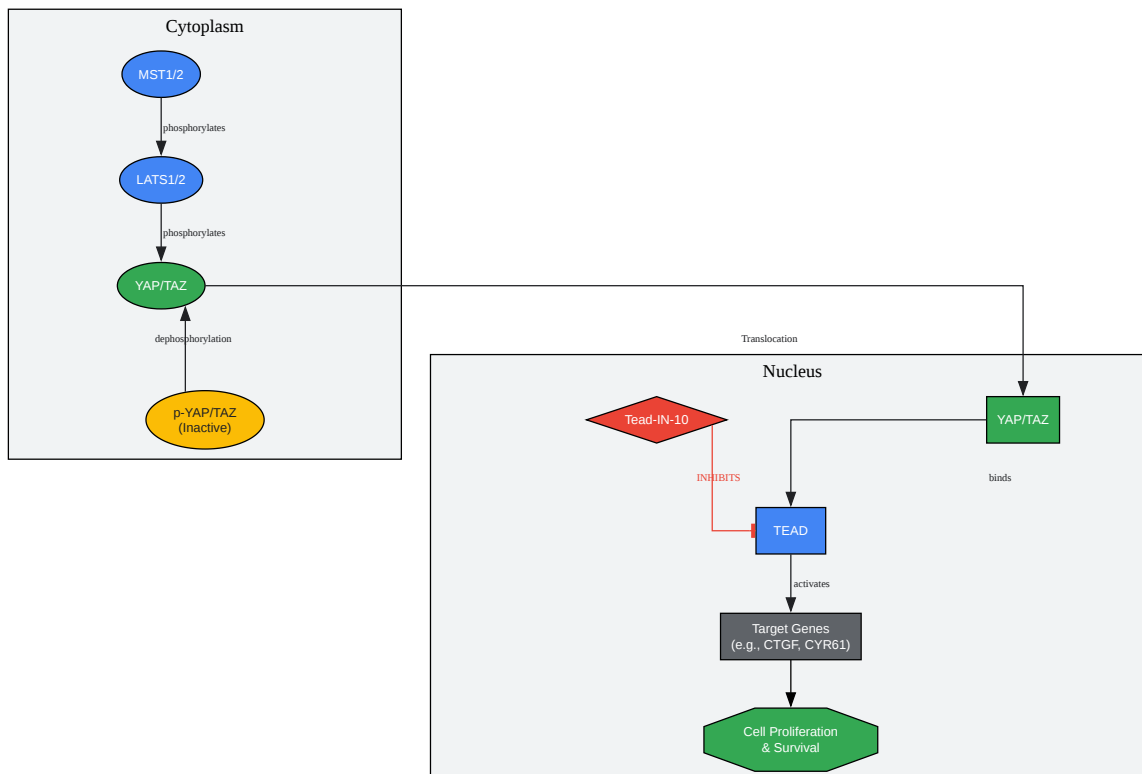 Cytoplasm
MST1/2
phosphorylates
LATS1/2
phosphorylates
YAP/TAZ
dephosphorylation
p-YAP/TAZ
(Inactive)
Translocation
Nucleus
Tead-IN-10
YAP/TAZ
INHIBITS
binds
TEAD
activates
Target Genes
(e.g., CTGF, CYR61)
Cell Proliferation
& Survival